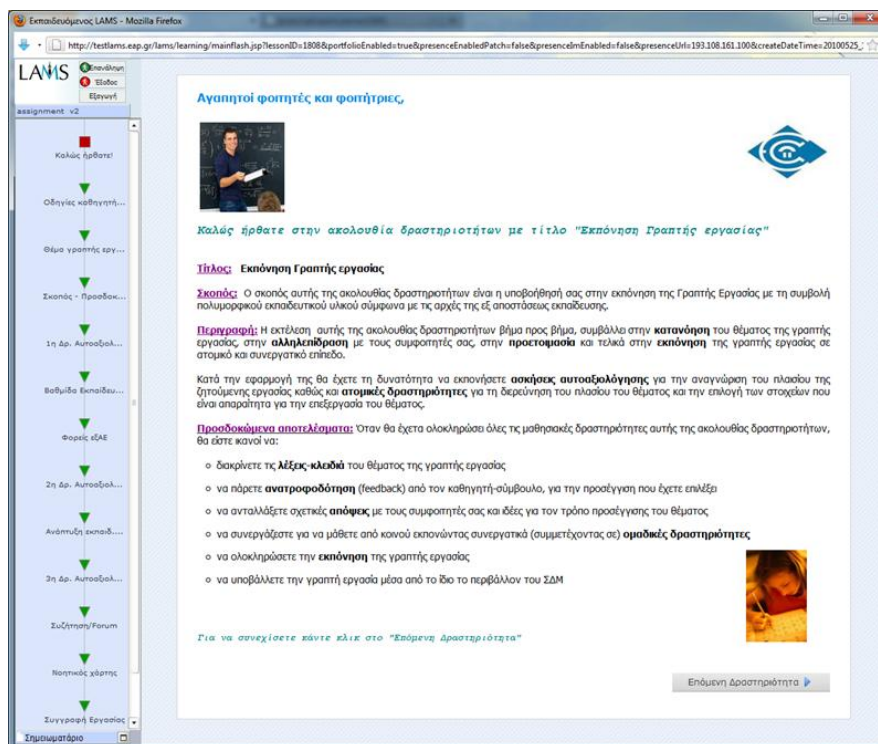 Εκπαιδευόμενος LAMS - Mozilla Firefox
http://testlams.eap.gr/lams/learning/mainflash.jsp?lessonID=1808&portfolioEnabled=true&presenceEnabledPatch=false&presenceImEnabled=false&presenceUrl=193.108.161.100&createDateTime=20100525_
LAMS
Επανάληψη
Έξοδος
Εξαγωγή
assignment v2
Καλώς ήρθατε!
Οδηγίες καθηγητή...
Θέμα γραπτής εργ...
Σκοπός - Προσδοκ...
1η Δρ. Αυτοαξιολ...
Βαθμίδα Εκπαίδευ...
Φορείς εξΑΕ
2η Δρ. Αυτοαξιολ...
Ανάπτυξη εκπαιδ....
3η Δρ. Αυτοαξιολ...
Συζήτηση/Forum
Νοητικός χάρτης
Συγγραφή Εργασίας
Σημειωματάριο
Αγαπητοί φοιτητές και φοιτήτριες,
Καλώς ήρθατε στην ακολουθία δραστηριοτήτων με τίτλο "Εκπόνηση Γραπτής εργασίας"
Τίτλος: Εκπόνηση Γραπτής εργασίας
Σκοπός: Ο σκοπός αυτής της ακολουθίας δραστηριοτήτων είναι η υποβοήθησή σας στην εκπόνηση της Γραπτής Εργασίας με τη συμβολή
πολυμορφικού εκπαιδευτικού υλικού σύμφωνα με τις αρχές της εξ αποστάσεως εκπαίδευσης.
Περιγραφή: Η εκτέλεση αυτής της ακολουθίας δραστηριοτήτων βήμα προς βήμα, συμβάλλει στην κατανόηση του θέματος της γραπτής
εργασίας, στην αλληλεπίδραση με τους συμφοιτητές σας, στην προετοιμασία και τελικά στην εκπόνηση της γραπτής εργασίας σε
ατομικό και συνεργατικό επίπεδο.
Κατά την εφαρμογή της θα έχετε τη δυνατότητα να εκπονήσετε ασκήσεις αυτοαξιολόγησης για την αναγνώριση του πλαισίου της
ζητούμενης εργασίας καθώς και ατομικές δραστηριότητες για τη διερεύνηση του πλασίου του θέματος και την επιλογή των στοιχείων που
είναι απαραίτητα για την επεξεργασία του θέματος.
Προσδοκώμενα αποτελέσματα: Όταν θα έχετα ολοκληρώσει όλες τις μαθησιακές δραστηριότητες αυτής της ακολουθίας δραστηριοτήτων,
θα είστε ικανοί να:
διακρίνετε τις λέξεις-κλειδιά του θέματος της γραπτής εργασίας
να πάρετε ανατροφοδότηση (feedback) από τον καθηγητή-σύμβουλο, για την προσέγγιση που έχετε επιλέξει
να ανταλλάξετε σχετικές απόψεις με τους συμφοιτητές σας και ιδέες για τον τρόπο προσέγγισης του θέματος
να συνεργάζεστε για να μάθετε από κοινού εκπονώντας συνεργατικά (συμμετέχοντας σε) ομαδικές δραστηριότητες
να ολοκληρώσετε την εκπόνηση της γραπτής εργασίας
να υποβάλλετε την γραπτή εργασία μέσα από το ίδιο το περιβάλλον του ΣΔΜ
Για να συνεχίσετε κάντε κλικ στο "Επόμενη Δραστηριότητα"
Επόμενη Δραστηριότητα